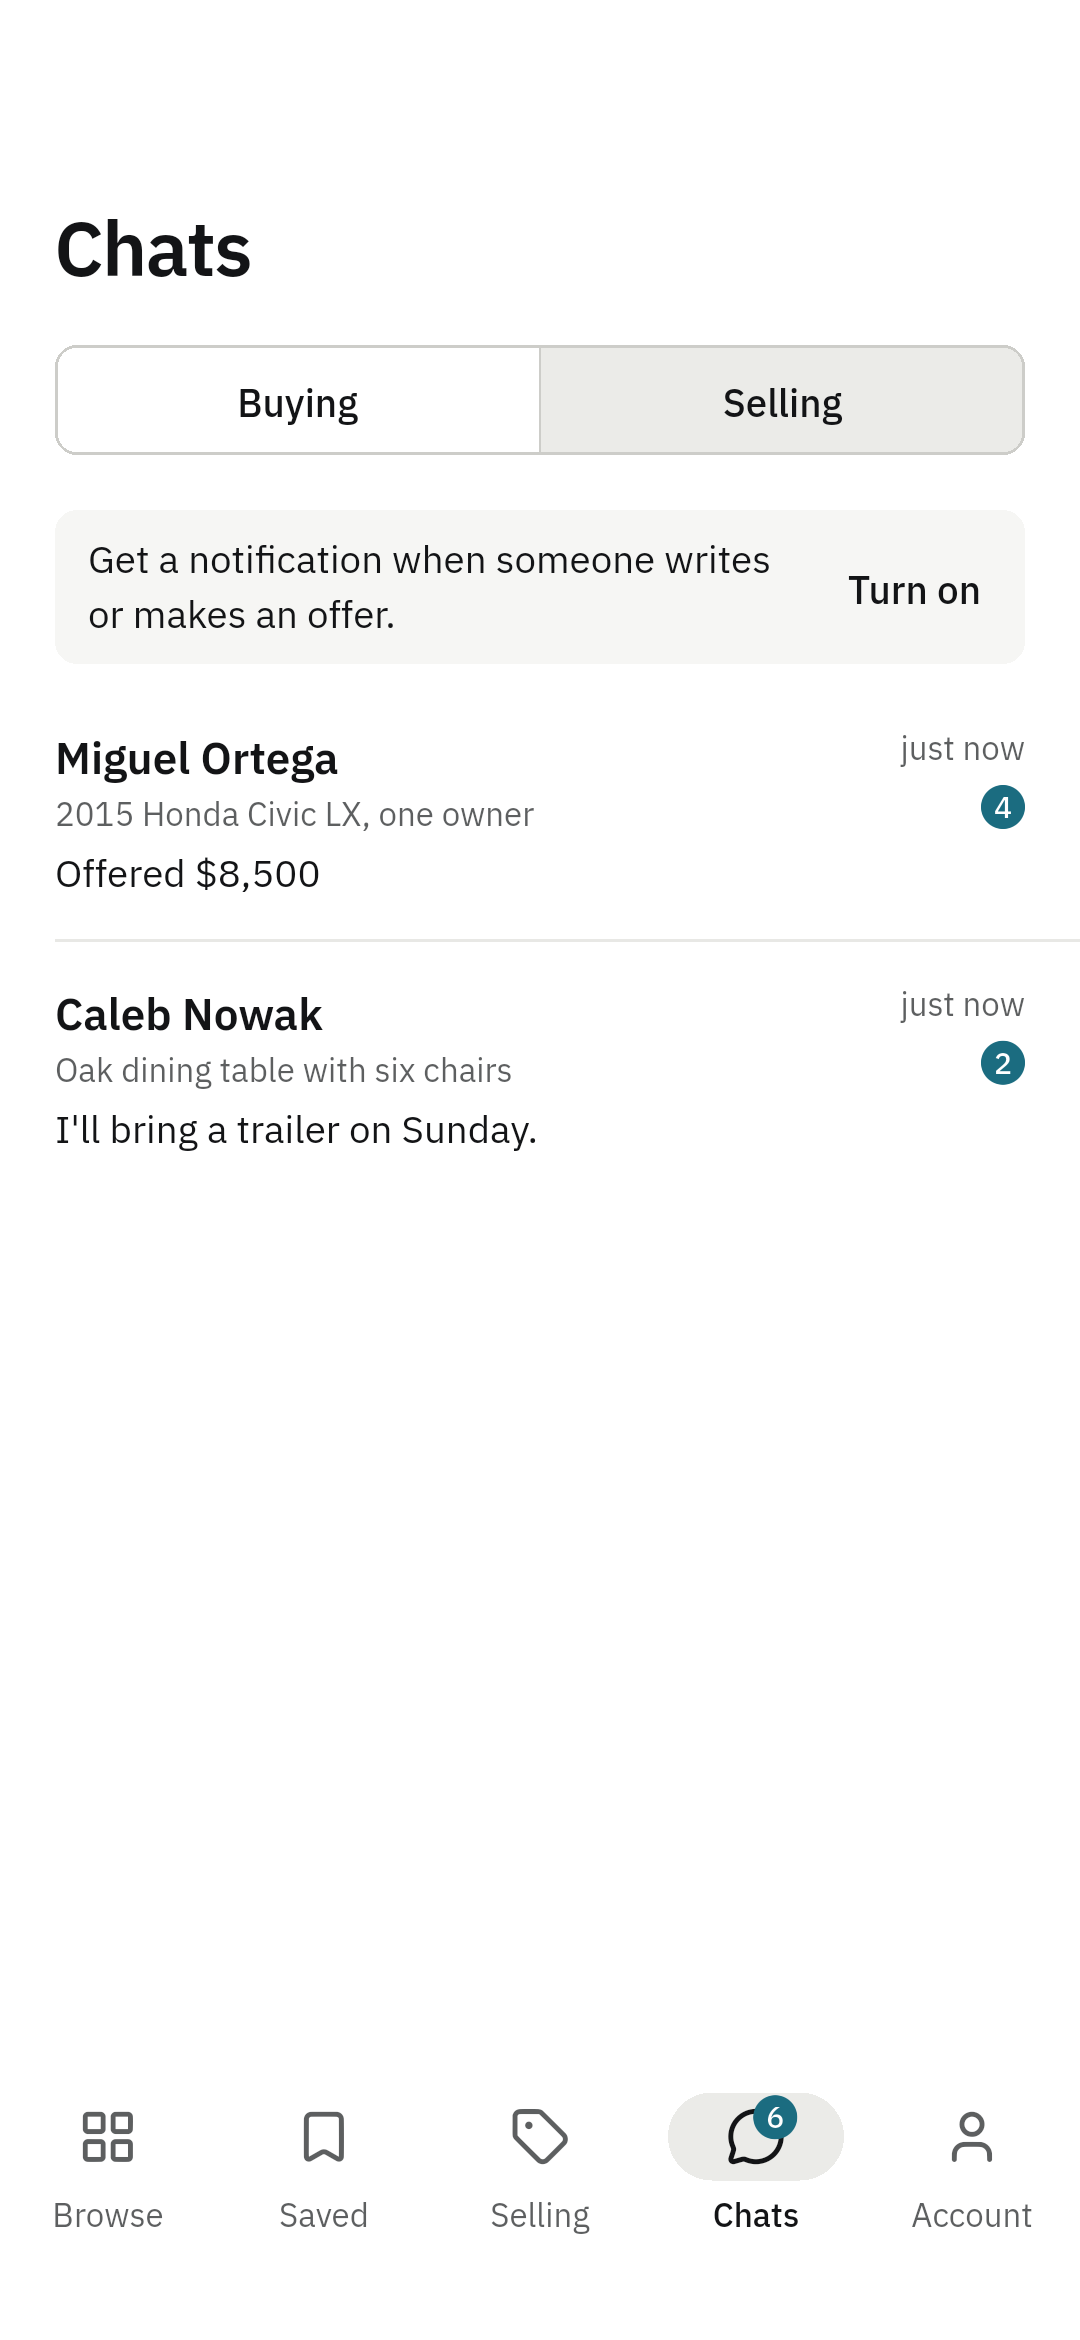 Chats
Buying
Selling
Get a notification when someone writes
or makes an offer.
Turn on
Miguel Ortega
just now
2015 Honda Civic LX, one owner
4
Offered $8,500
Caleb Nowak
just now
Oak dining table with six chairs
2
I'll bring a trailer on Sunday.
6
Browse
Saved
Selling
Chats
Account